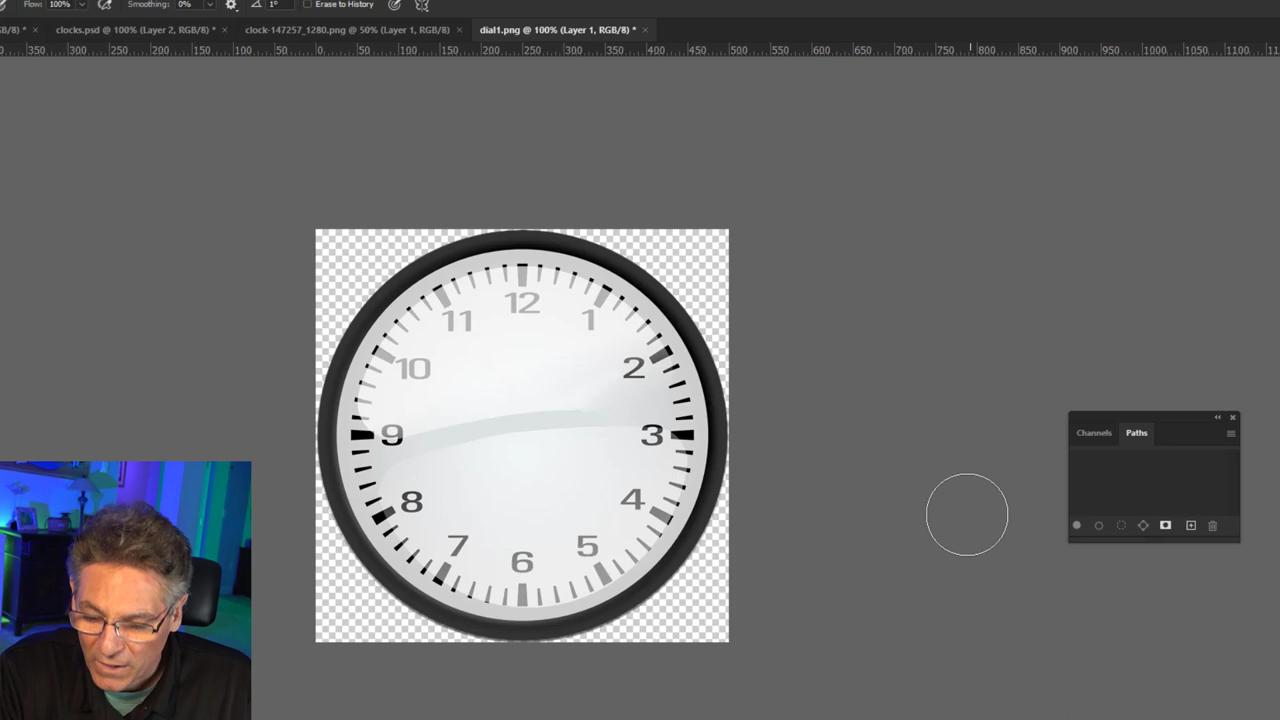 Flow: 100% Smoothing: 0% 1° Erase to History
GB/8) * × clocks.psd @ 100% (Layer 2, RGB/8) * × clock-147257_1280.png @ 50% (Layer 1, RGB/8) × dial1.png @ 100% (Layer 1, RGB/8) * ×
350 300 250 200 150 100 50 0 50 100 150 200 250 300 350 400 450 500 550 600 650 700 750 800 850 900 950 1000 1050 1100
12
11 1
10 2
9 3
8 4
7 5
6
Channels Paths